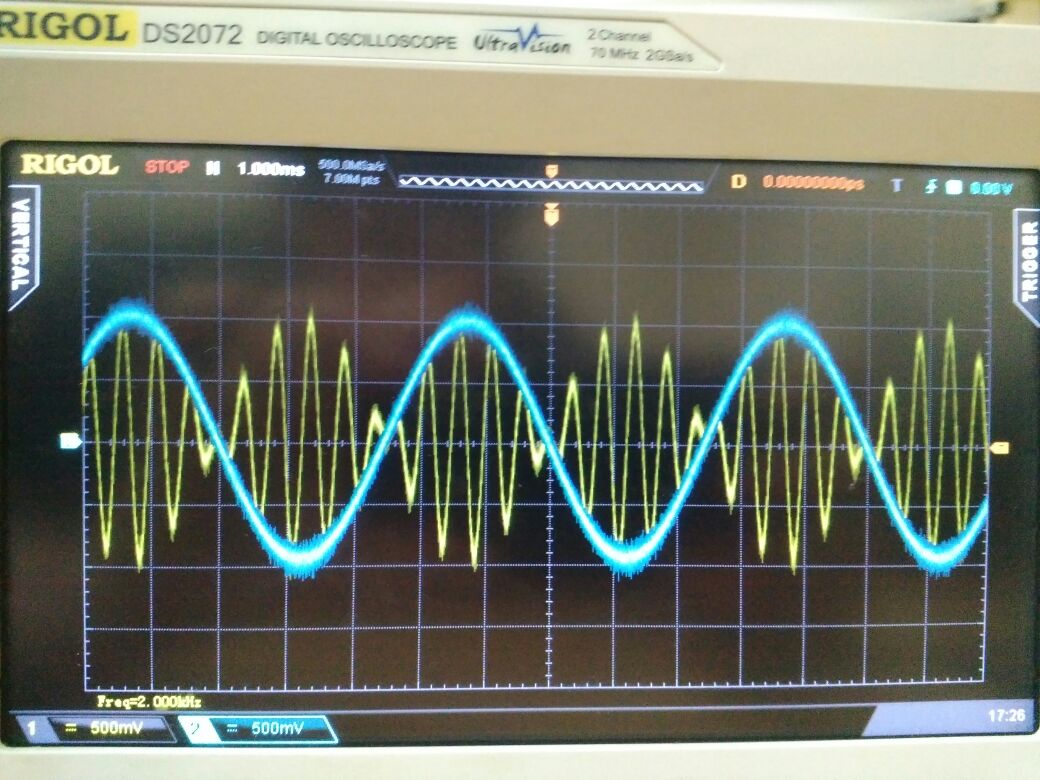 RIGOL DS2072 DIGITAL OSCILLOSCOPE UltraVision 2 Channel
70 MHz 2GSa/s
RIGOL STOP H 1.000ms 500.0MSa/s
7.00M pts
D 0.00000000ps T 0.00V
VERTICAL
TRIGGER
Freq=2.000kHz
1 500mV 2 500mV 17:26